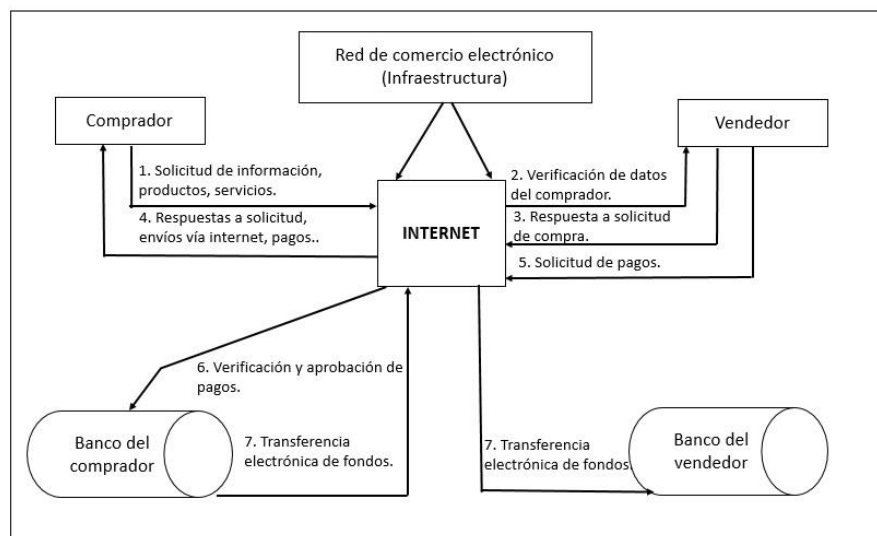 Red de comercio electrónico
(Infraestructura)
Comprador
Vendedor
1. Solicitud de información,
productos, servicios.
2. Verificación de datos
del comprador.
4. Respuestas a solicitud,
envíos vía internet, pagos..
INTERNET
3. Respuesta a solicitud
de compra.
5. Solicitud de pagos.
6. Verificación y aprobación de
pagos.
Banco del
comprador
7. Transferencia
electrónica de fondos.
7. Transferencia
electrónica de fondos.
Banco del
vendedor